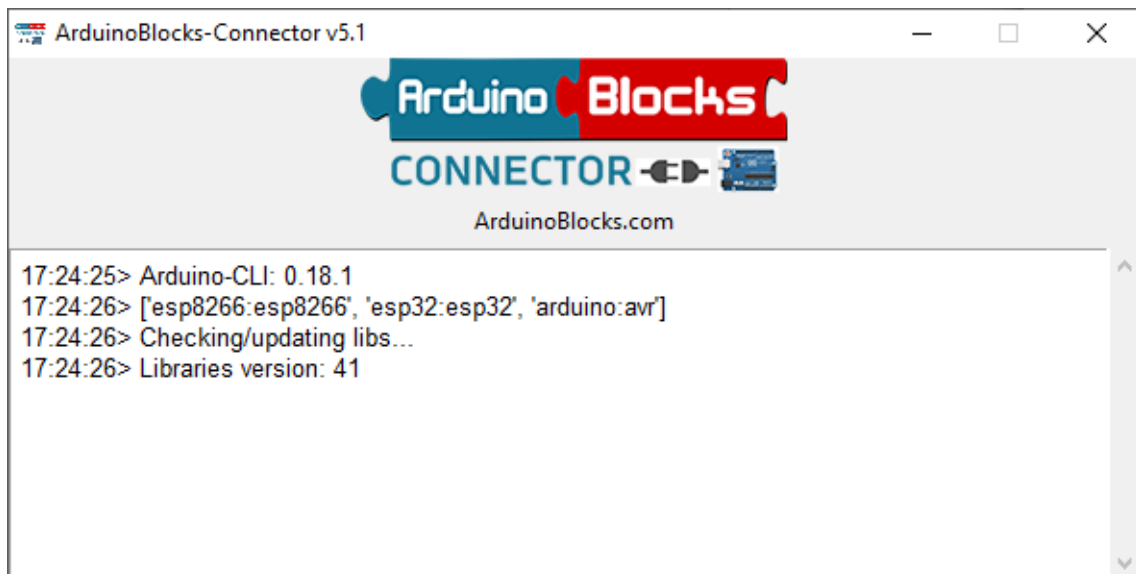 ArduinoBlocks-Connector v5.1
Arduino Blocks
CONNECTOR
ArduinoBlocks.com
17:24:25> Arduino-CLI: 0.18.1
17:24:26> ['esp8266:esp8266', 'esp32:esp32', 'arduino:avr']
17:24:26> Checking/updating libs...
17:24:26> Libraries version: 41